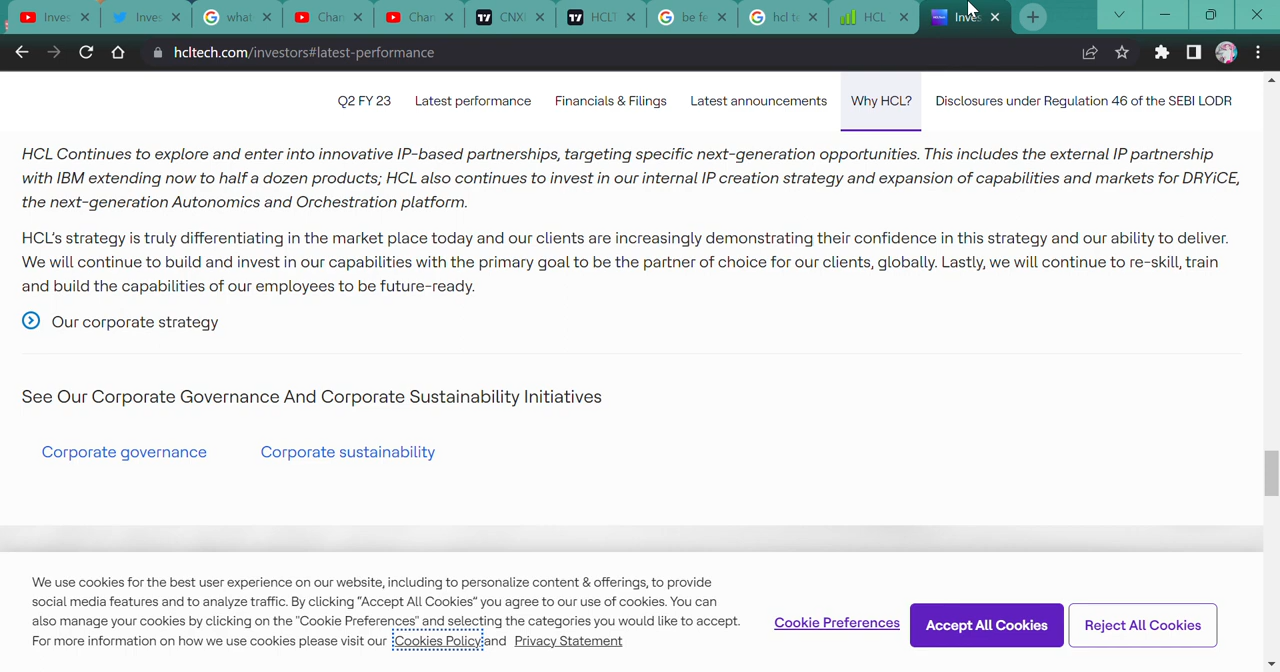 Inves
Inves
what
Chan
Chan
CNX
HCLT
be fe
hcl t
HCL
Inves
hcltech.com/investors#latest-performance
Q2 FY 23 Latest performance Financials & Filings Latest announcements Why HCL? Disclosures under Regulation 46 of the SEBI LODR
HCL Continues to explore and enter into innovative IP-based partnerships, targeting specific next-generation opportunities. This includes the external IP partnership
with IBM extending now to half a dozen products; HCL also continues to invest in our internal IP creation strategy and expansion of capabilities and markets for DRYiCE,
the next-generation Autonomics and Orchestration platform.
HCL’s strategy is truly differentiating in the market place today and our clients are increasingly demonstrating their confidence in this strategy and our ability to deliver.
We will continue to build and invest in our capabilities with the primary goal to be the partner of choice for our clients, globally. Lastly, we will continue to re-skill, train
and build the capabilities of our employees to be future-ready.
Our corporate strategy
See Our Corporate Governance And Corporate Sustainability Initiatives
Corporate governance Corporate sustainability
We use cookies for the best user experience on our website, including to personalize content & offerings, to provide
social media features and to analyze traffic. By clicking “Accept All Cookies” you agree to our use of cookies. You can
also manage your cookies by clicking on the "Cookie Preferences" and selecting the categories you would like to accept.
For more information on how we use cookies please visit our Cookies Policy and Privacy Statement
Cookie Preferences
Accept All Cookies
Reject All Cookies